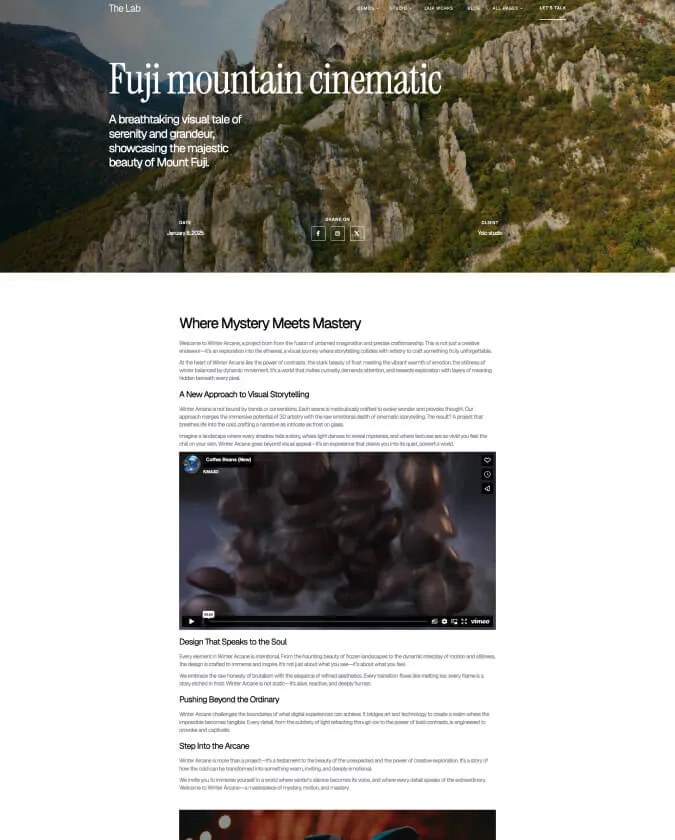 The Lab
DEMOS
STUDIO
OUR WORKS
BLOG
ALL PAGES
LET'S TALK
Fuji mountain cinematic
A breathtaking visual tale of
serenity and grandeur,
showcasing the majestic
beauty of Mount Fuji.
DATE
SHARE ON
CLIENT
January 8, 2025
Yolo studio
Where Mystery Meets Mastery
Welcome to Winter Arcane, a project born from the fusion of untamed imagination and precise craftsmanship. This is not just a creative
endeavor—it's an exploration into the ethereal, a visual journey where storytelling collides with artistry to craft something truly unforgettable.
At the heart of Winter Arcane lies the power of contrasts: the stark beauty of frost meeting the vibrant warmth of emotion, the stillness of
winter balanced by dynamic movement. It's a world that invites curiosity, demands attention, and rewards exploration with layers of meaning
hidden beneath every pixel.
A New Approach to Visual Storytelling
Winter Arcane is not bound by trends or conventions. Each scene is meticulously crafted to evoke wonder and provoke thought. Our
approach merges the immersive potential of 3D artistry with the raw emotional depth of cinematic storytelling. The result? A project that
breathes life into the cold, crafting a narrative as intricate as frost on glass.
Imagine a landscape where every shadow tells a story, where light dances to reveal mysteries, and where textures are so vivid you feel the
chill on your skin. Winter Arcane goes beyond visual appeal—it's an experience that draws you into its quiet, powerful world.
Coffee Beans (New)
vimeo
Design That Speaks to the Soul
Every element in Winter Arcane is intentional. From the haunting beauty of frozen landscapes to the dynamic interplay of motion and stillness,
the design is crafted to immerse and inspire. It's not just about what you see—it's about what you feel.
We embrace the raw honesty of brutalism with the elegance of refined aesthetics. Every transition flows like melting ice; every frame is a
story etched in frost. Winter Arcane is not static—it's alive, reactive, and deeply human.
Pushing Beyond the Ordinary
Winter Arcane challenges the boundaries of what digital experiences can achieve. It bridges art and technology to create a realm where the
impossible becomes tangible. Every detail, from the subtlety of light refracting through ice to the power of bold contrasts, is engineered to
provoke and captivate.
Step Into the Arcane
Winter Arcane is more than a project—it's a testament to the beauty of the unexpected and the power of creative exploration. It's a story of
how the cold can be transformed into something warm, inviting, and deeply emotional.
We invite you to immerse yourself in a world where winter's silence becomes its voice, and where every detail speaks of the extraordinary.
Welcome to Winter Arcane—a masterpiece of mystery, motion, and mastery.